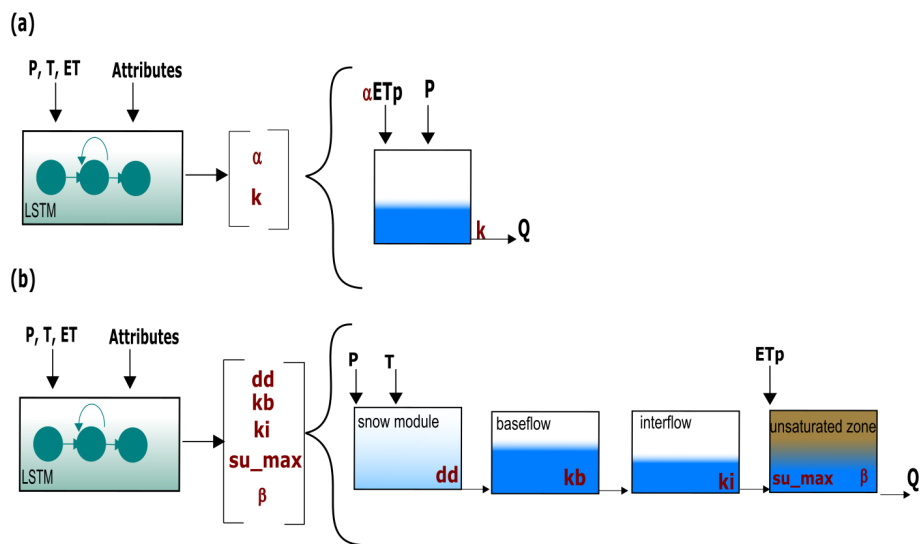 (a)
P, T, ET Attributes
LSTM
α
k
αETp P
k Q
(b)
P, T, ET Attributes
LSTM
dd
kb
ki
su_max
β
P T
snow module
dd
baseflow
kb
interflow
ki
ETp
unsaturated zone
su_max β
Q